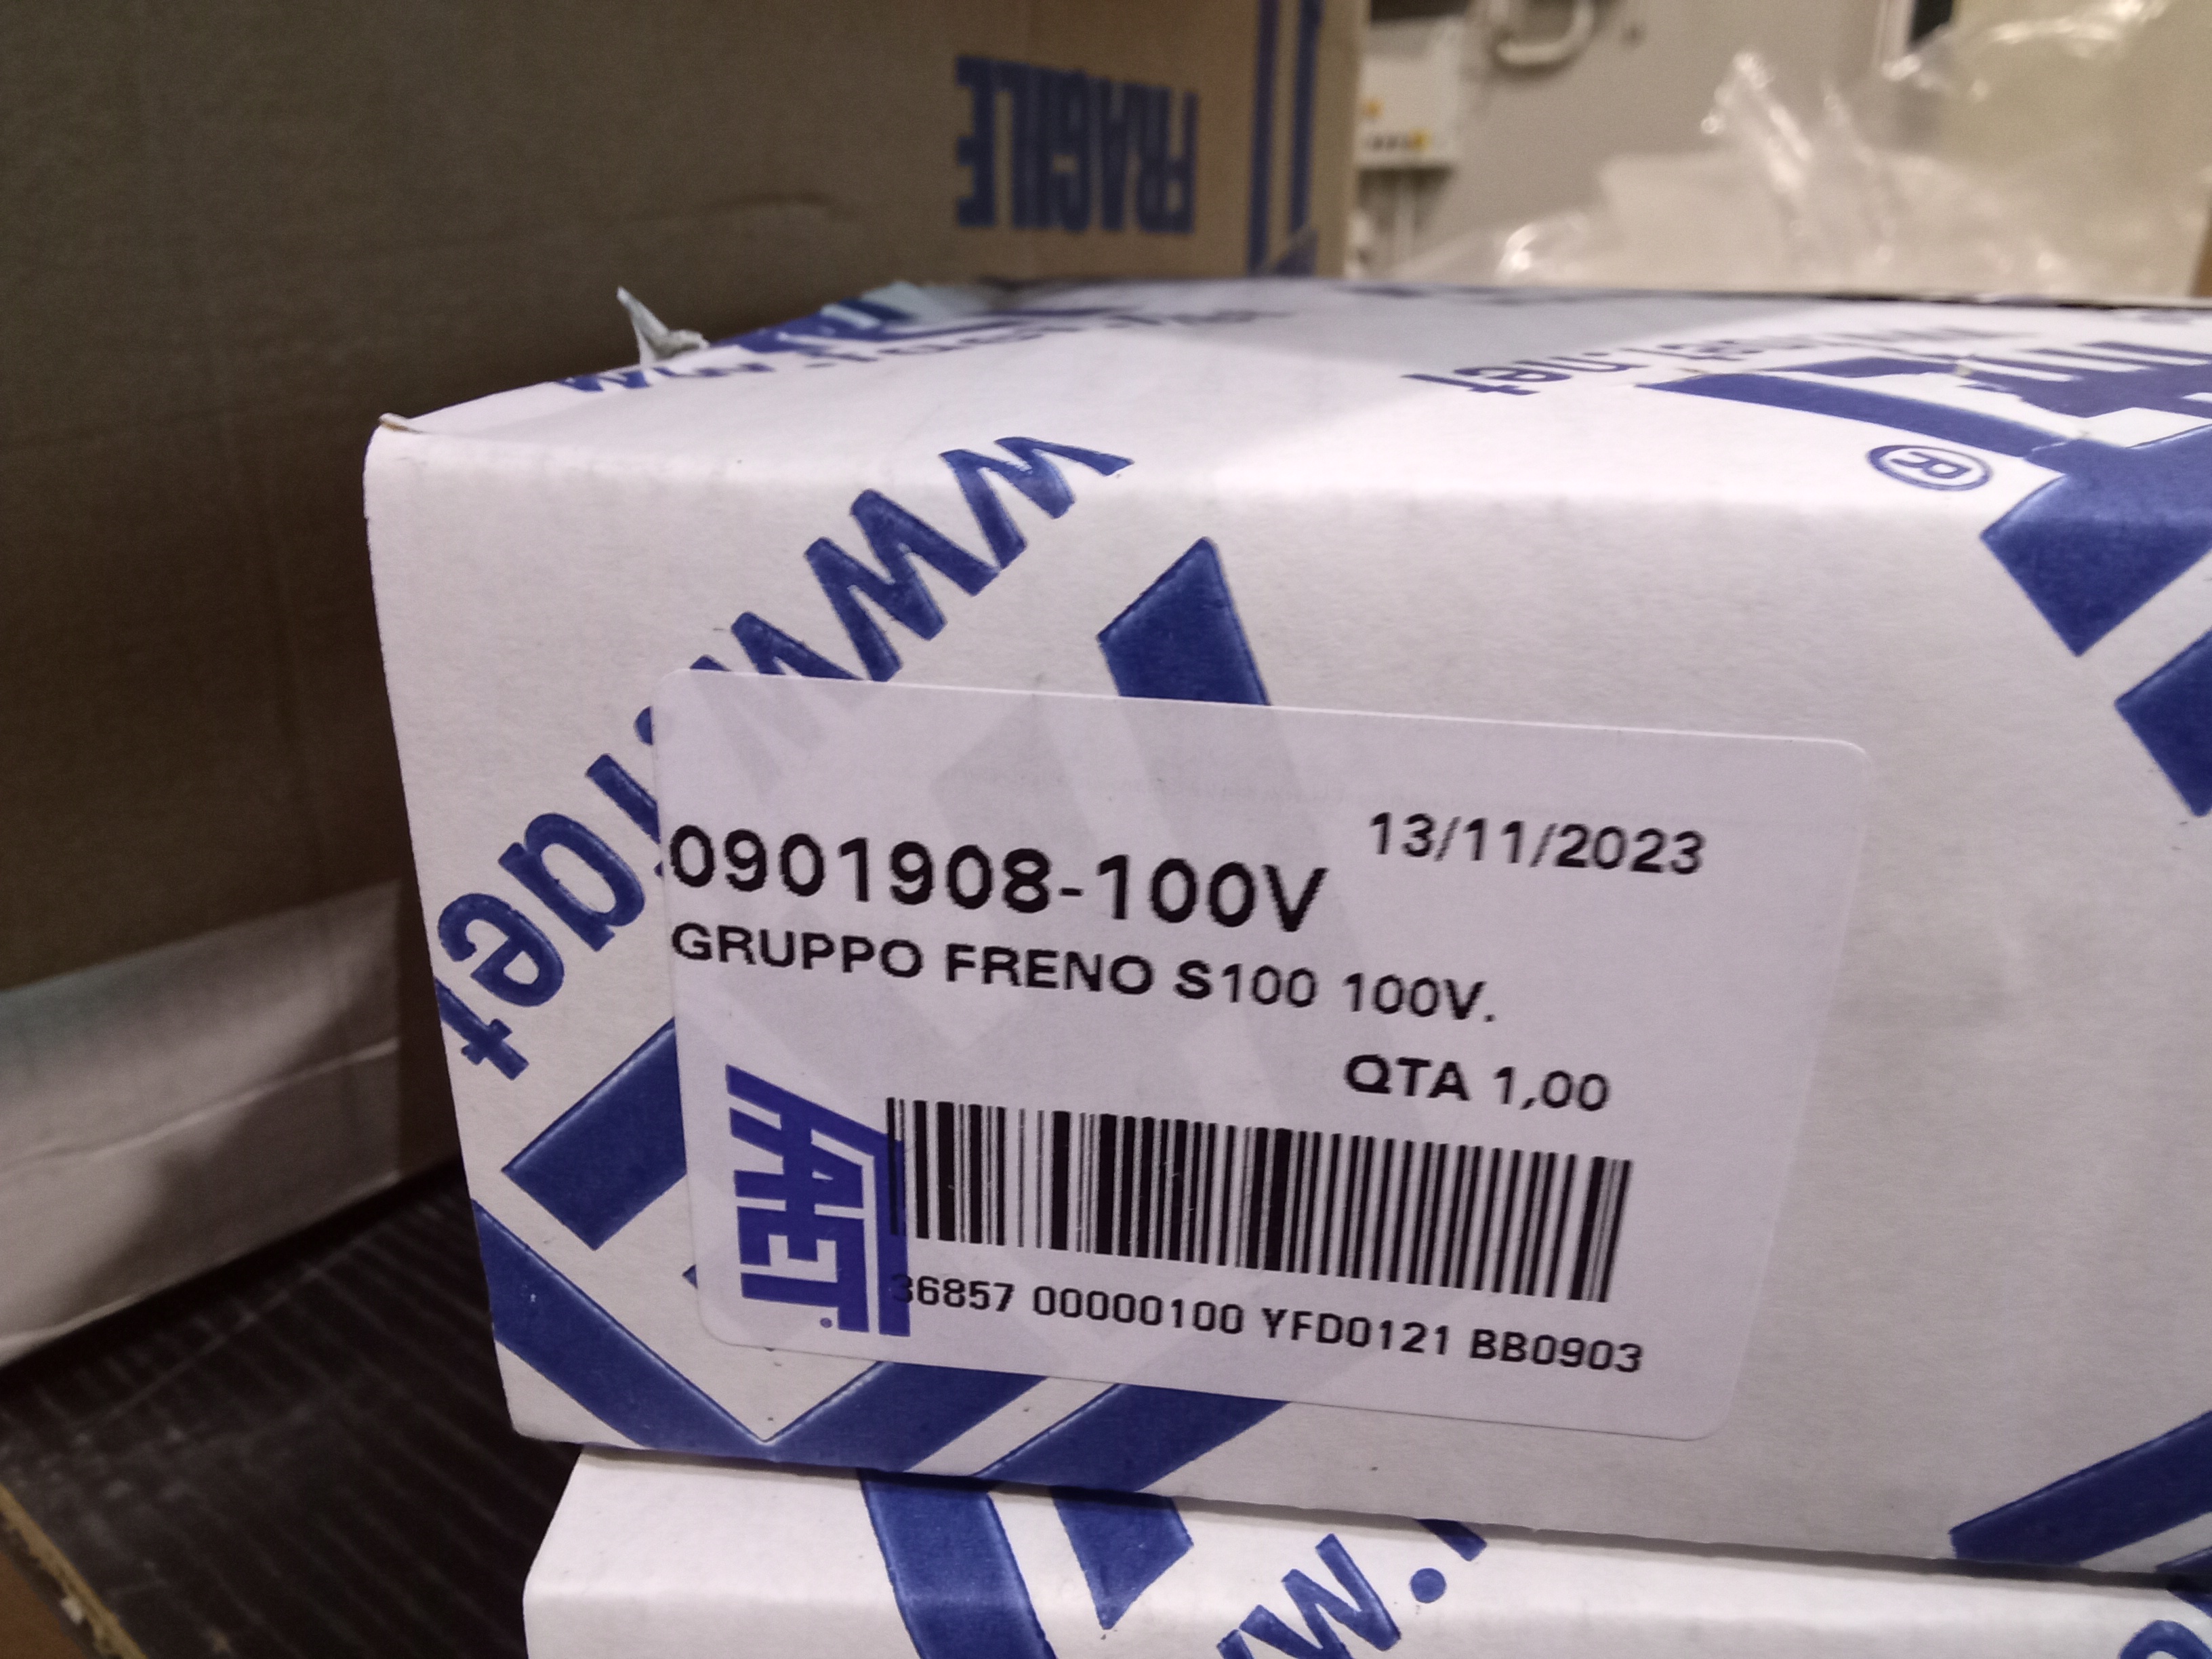 FRAGILE
www.faet
.net
®
0901908-100V
13/11/2023
GRUPPO FRENO S100 100V.
QTA 1,00
FAET
36857 00000100 YFD0121 BB0903